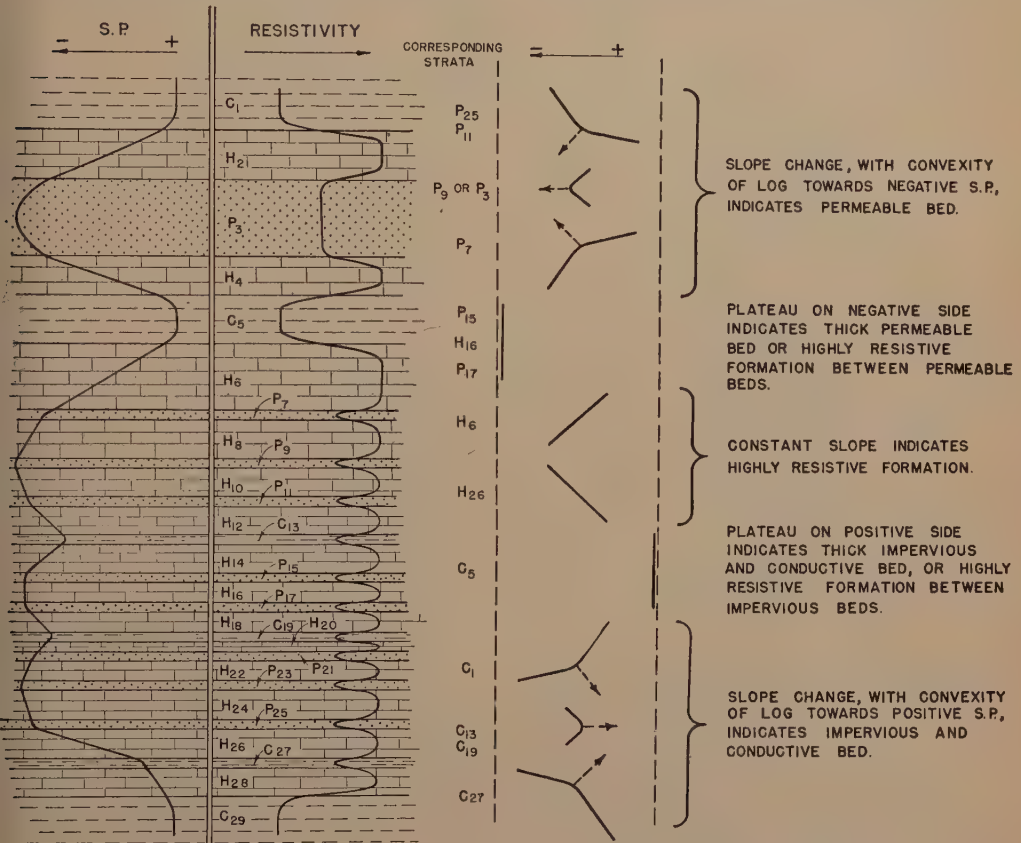 S.P.
− +
RESISTIVITY
CORRESPONDING
STRATA
= +
C1
H2
P3
H4
C5
H6
P7
H8 P9
H10 P11
H12 C13
H14 P15
H16 P17
H18 C19 H20
P21
H22 P23
H24 P25
H26 C27
H28
C29
P25
P11
P9 OR P3
P7
P15
H16
P17
H6
H26
C5
C1
C13
C19
C27
SLOPE CHANGE, WITH CONVEXITY
OF LOG TOWARDS NEGATIVE S.P.,
INDICATES PERMEABLE BED.
PLATEAU ON NEGATIVE SIDE
INDICATES THICK PERMEABLE
BED OR HIGHLY RESISTIVE
FORMATION BETWEEN PERMEABLE
BEDS.
CONSTANT SLOPE INDICATES
HIGHLY RESISTIVE FORMATION.
PLATEAU ON POSITIVE SIDE
INDICATES THICK IMPERVIOUS
AND CONDUCTIVE BED, OR HIGHLY
RESISTIVE FORMATION BETWEEN
IMPERVIOUS BEDS.
SLOPE CHANGE, WITH CONVEXITY
OF LOG TOWARDS POSITIVE S.P.,
INDICATES IMPERVIOUS AND
CONDUCTIVE BED.